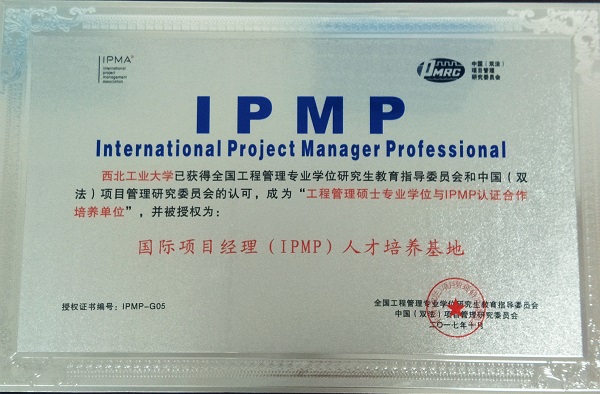 IPMA®
international
project
management
association
PMRC
中国（双法）
项目管理
研究委员会
IPMP
International Project Manager Professional
西北工业大学已获得全国工程管理专业学位研究生教育指导委员会和中国（双
法）项目管理研究委员会的认可，成为“工程管理硕士专业学位与IPMP认证合作
培养单位”，并被授权为：
国际项目经理（IPMP）人才培养基地
授权证书编号：IPMP-G05
全国工程管理专业学位研究生教育指导委员会
中国（双法）项目管理研究委员会
二〇一七年十月